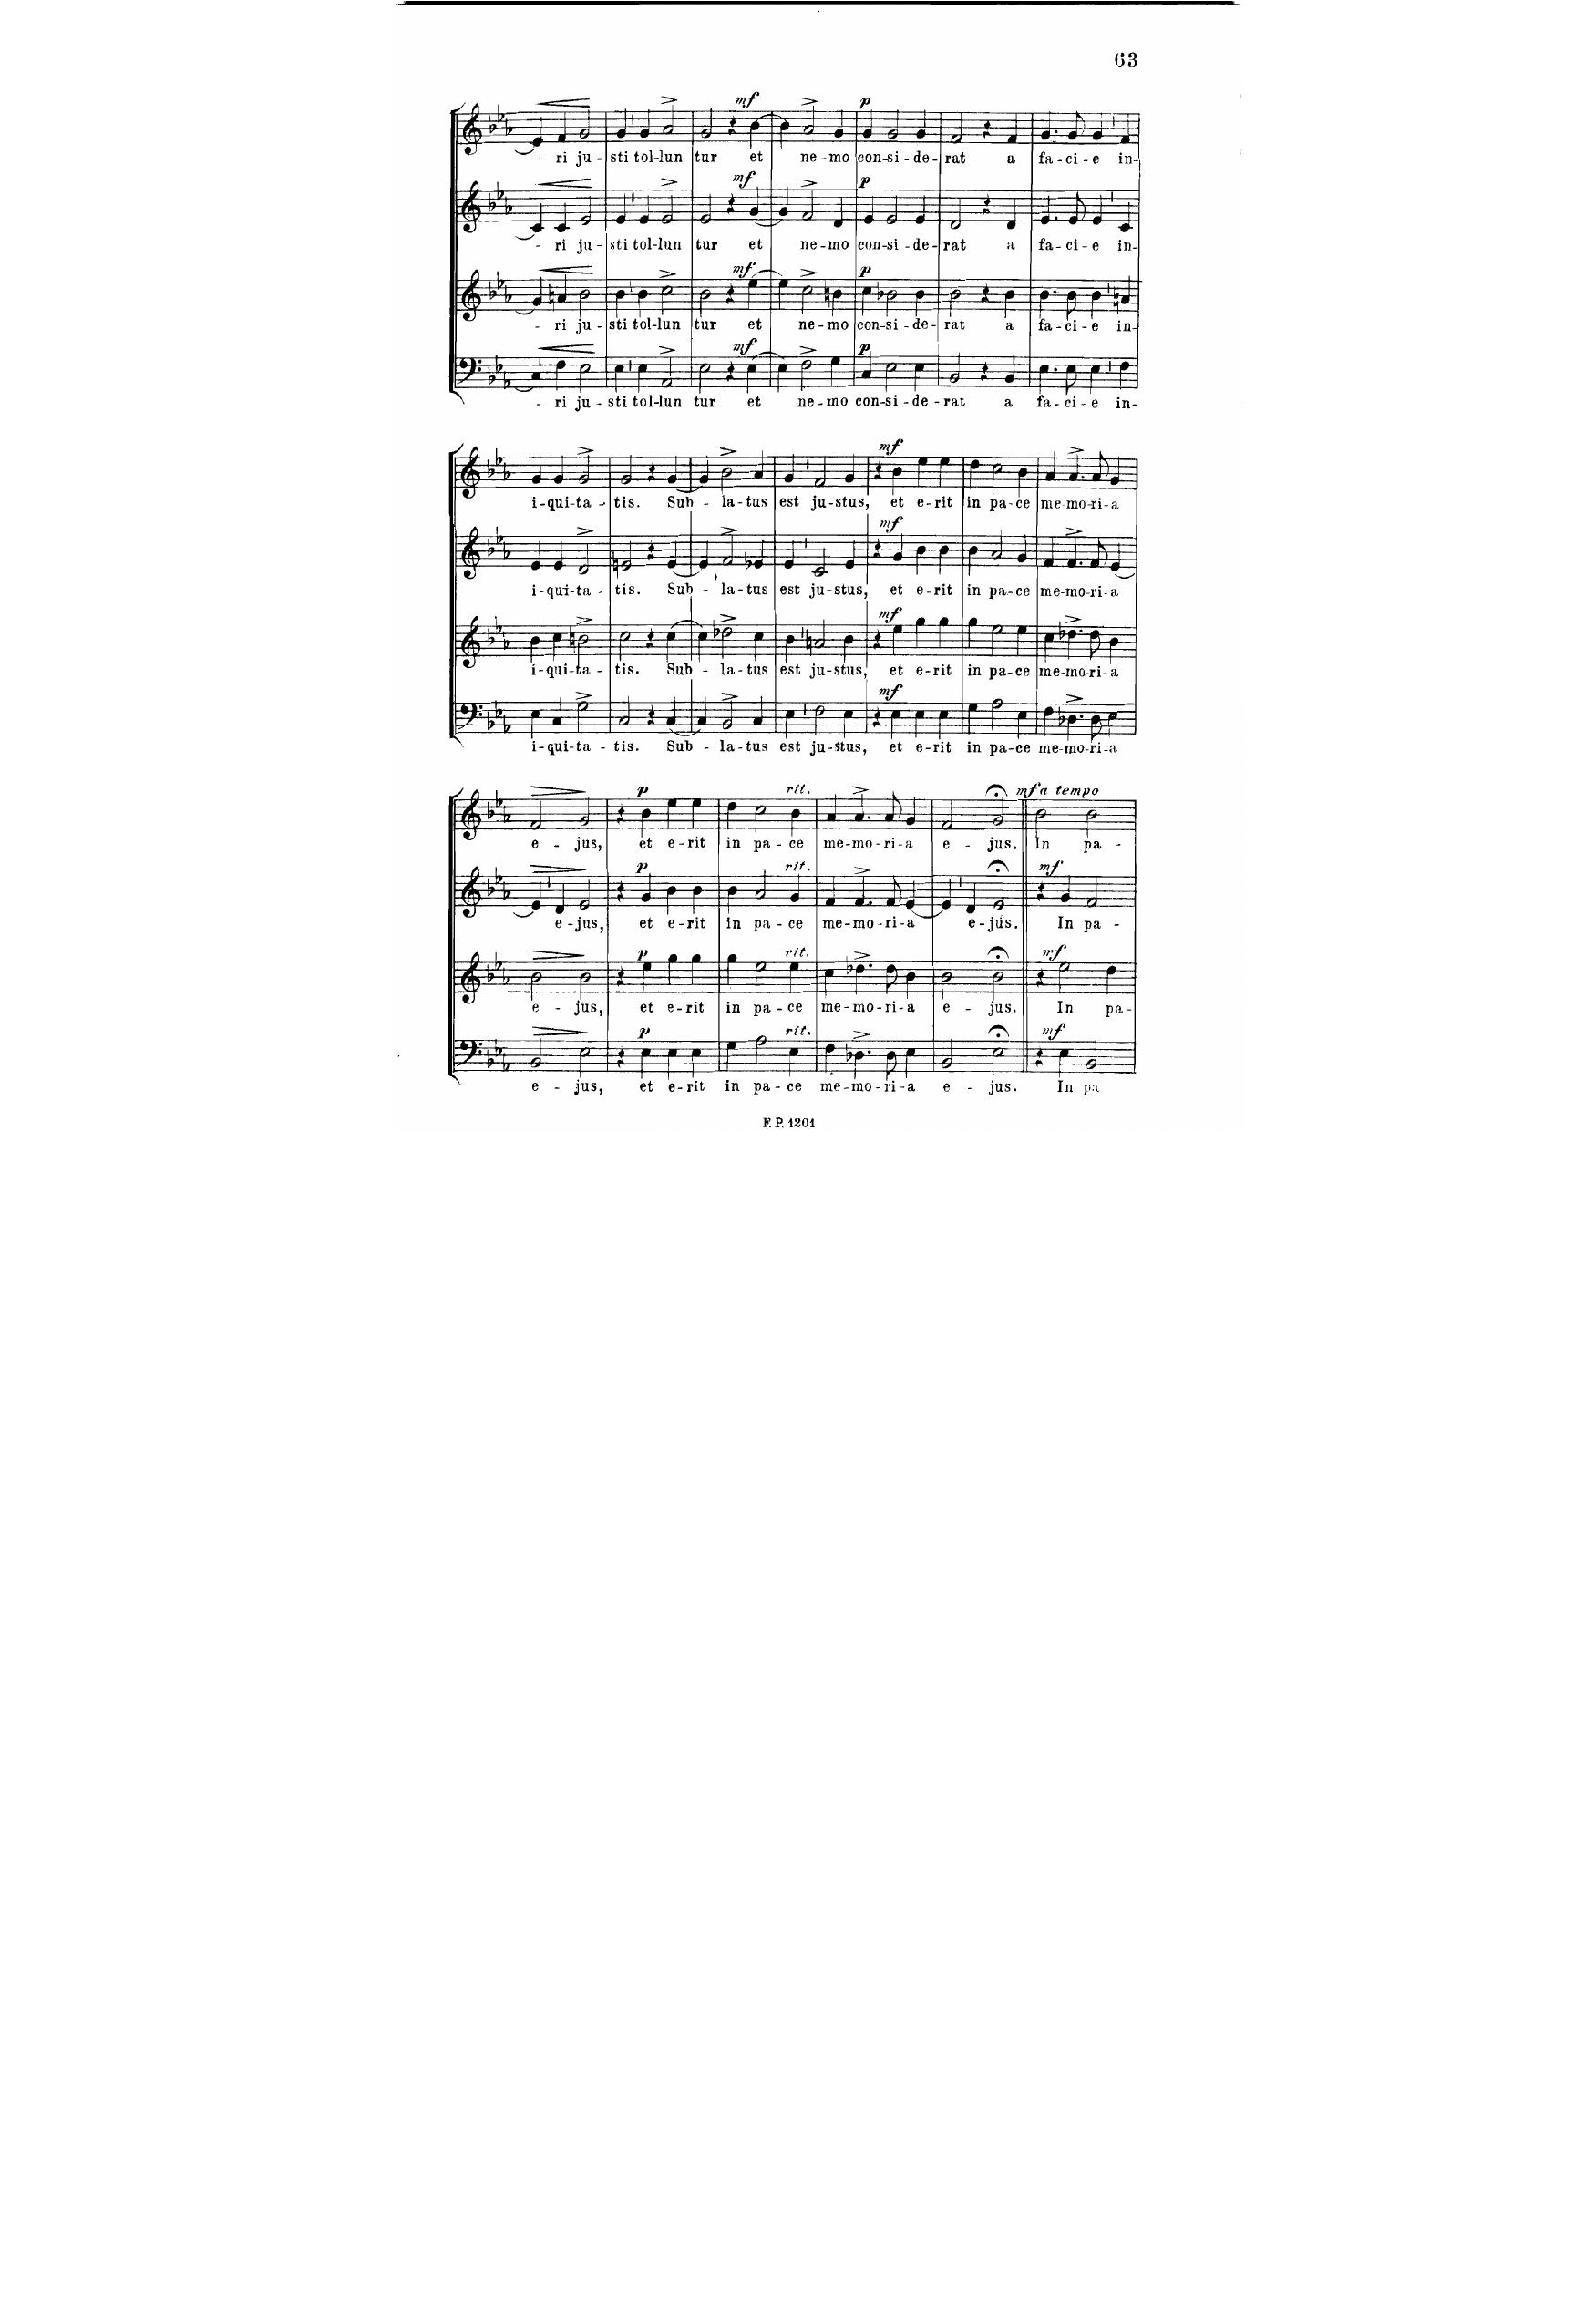 63
mf p
- ri ju - sti tol-lun tur et ne - mo con-si - de - rat a fa - ci - e in-
mf p
- ri ju - sti tol-lun tur et ne - mo con-si - de - rat a fa - ci - e in-
mf p
- ri ju - sti tol-lun tur et ne - mo con-si - de - rat a fa - ci - e in-
mf p
- ri ju - sti tol-lun tur et ne - mo con-si - de - rat a fa - ci - e in-
mf
i-qui-ta - tis. Sub - la-tus est ju-stus, et e-rit in pa-ce me-mo-ri-a
mf
i-qui-ta - tis. Sub - la-tus est ju-stus, et e-rit in pa-ce me-mo-ri-a
mf
i-qui-ta - tis. Sub - la-tus est ju-stus, et e-rit in pa-ce me-mo-ri-a
mf
i-qui-ta - tis. Sub - la-tus est ju-stus, et e-rit in pa-ce me-mo-ri-a
p rit. mf a tempo
e - jus, et e-rit in pa - ce me-mo-ri-a e - jus. In pa -
p rit. mf
e - jus, et e-rit in pa - ce me-mo-ri-a e - jus. In pa -
p rit. mf
e - jus, et e-rit in pa - ce me-mo-ri-a e - jus. In pa -
p rit. mf
e - jus, et e-rit in pa - ce me-mo-ri-a e - jus. In pa
F. P. 1201